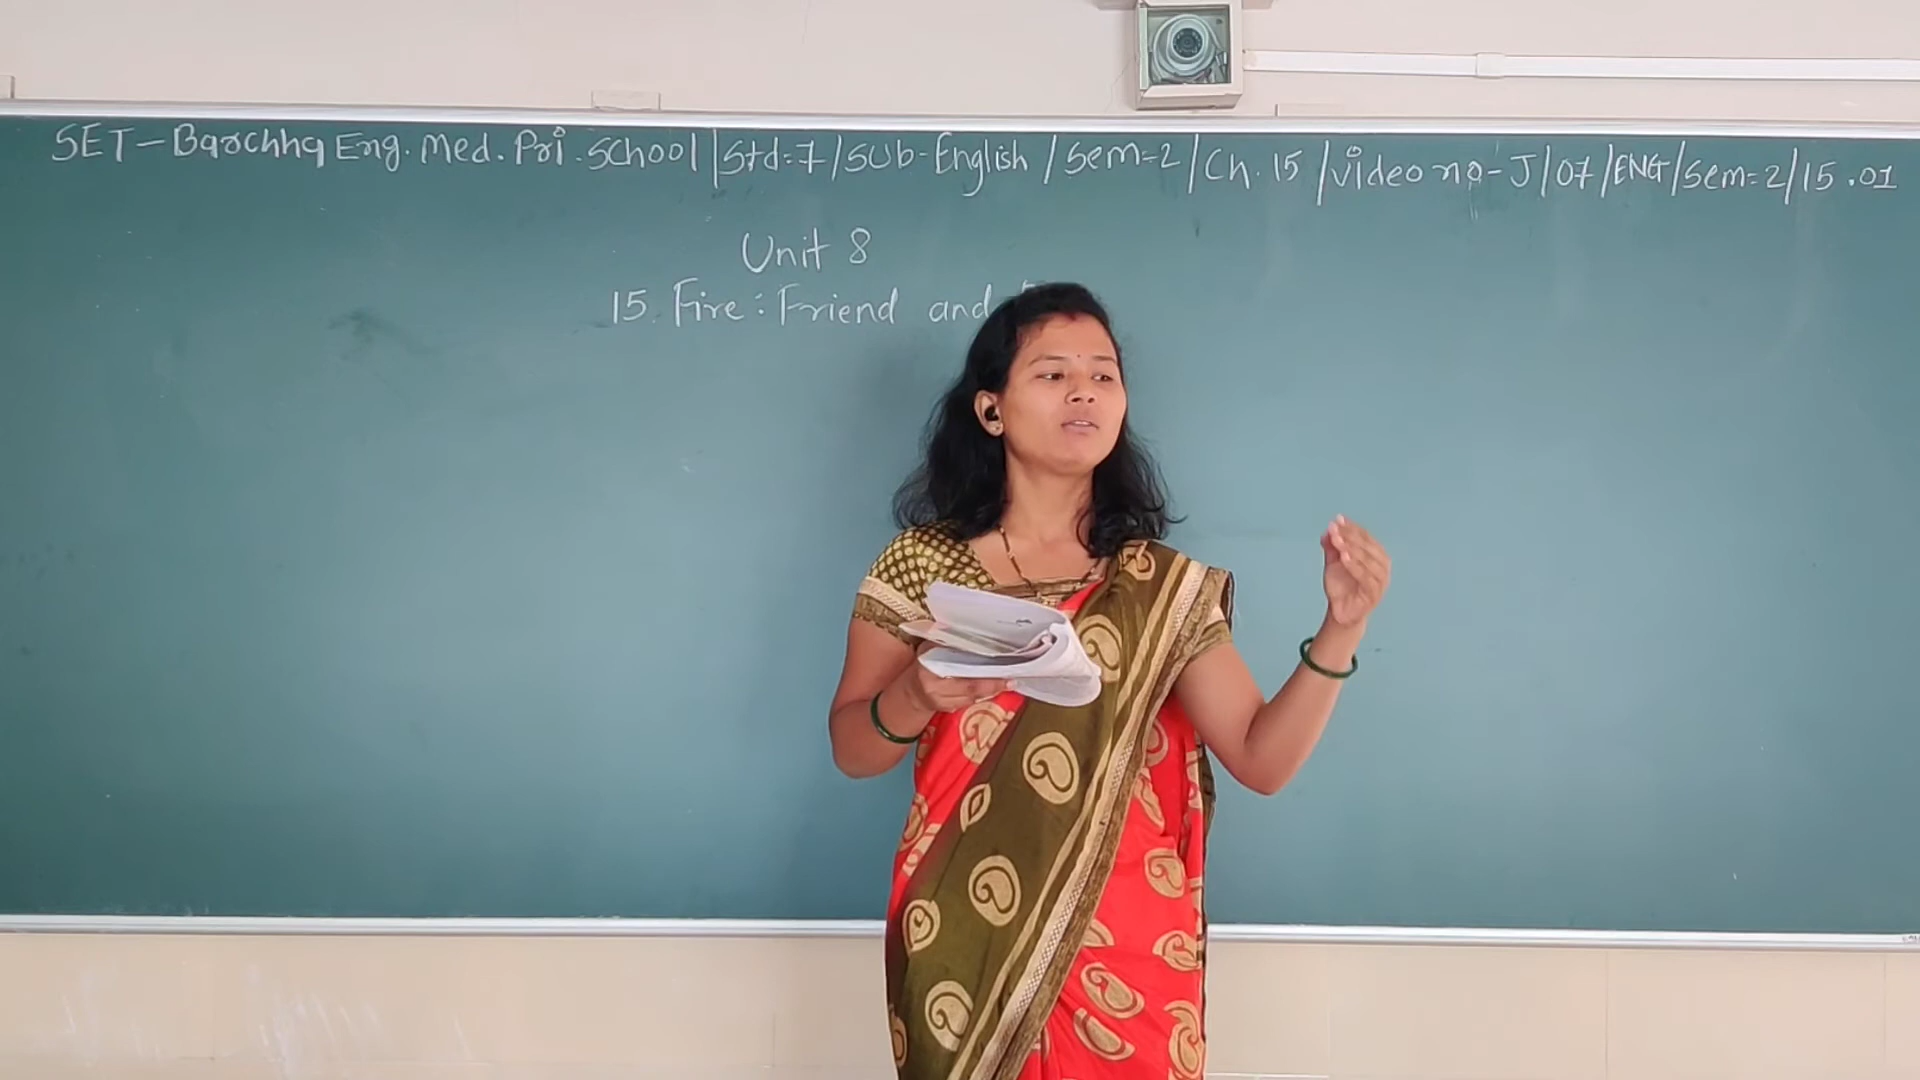 SET-Barchha Eng. Med. Pri. School | Std=7 / Sub-English / Sem=2 / Ch. 15 / Video no - J/07/ENG/Sem=2/15.01
Unit 8
15. Fire: Friend and